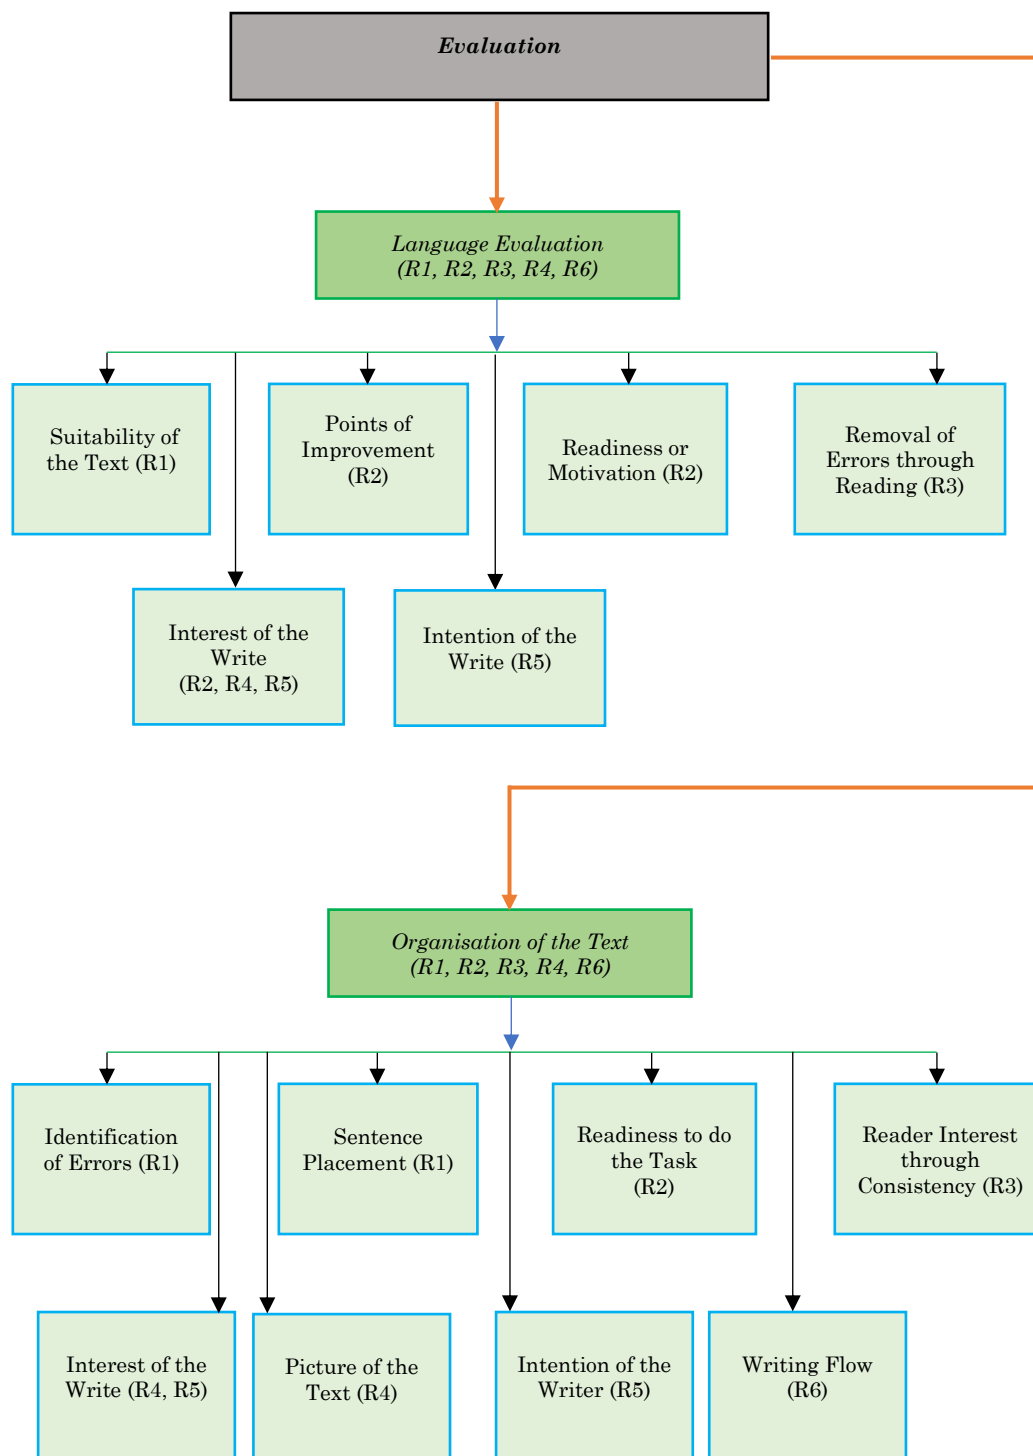 Evaluation
Language Evaluation
(R1, R2, R3, R4, R6)
Suitability of
the Text (R1)
Points of
Improvement
(R2)
Readiness or
Motivation (R2)
Removal of
Errors through
Reading (R3)
Interest of the
Write
(R2, R4, R5)
Intention of the
Write (R5)
Organisation of the Text
(R1, R2, R3, R4, R6)
Identification
of Errors (R1)
Sentence
Placement (R1)
Readiness to do
the Task
(R2)
Reader Interest
through
Consistency (R3)
Interest of the
Write (R4, R5)
Picture of the
Text (R4)
Intention of the
Writer (R5)
Writing Flow
(R6)